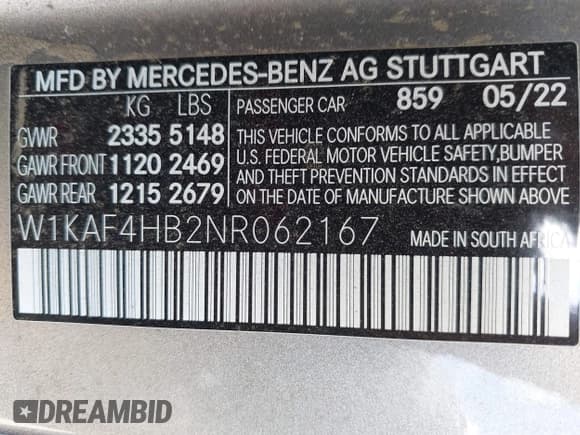 MFD BY MERCEDES-BENZ AG STUTTGART
KG LBS PASSENGER CAR 859 05/22
GVWR 2335 5148
GAWR FRONT 1120 2469
GAWR REAR 1215 2679
THIS VEHICLE CONFORMS TO ALL APPLICABLE
U.S. FEDERAL MOTOR VEHICLE SAFETY, BUMPER
AND THEFT PREVENTION STANDARDS IN EFFECT
ON THE DATE OF MANUFACTURE SHOWN ABOVE.
W1KAF4HB2NR062167 MADE IN SOUTH AFRICA
DREAMBID